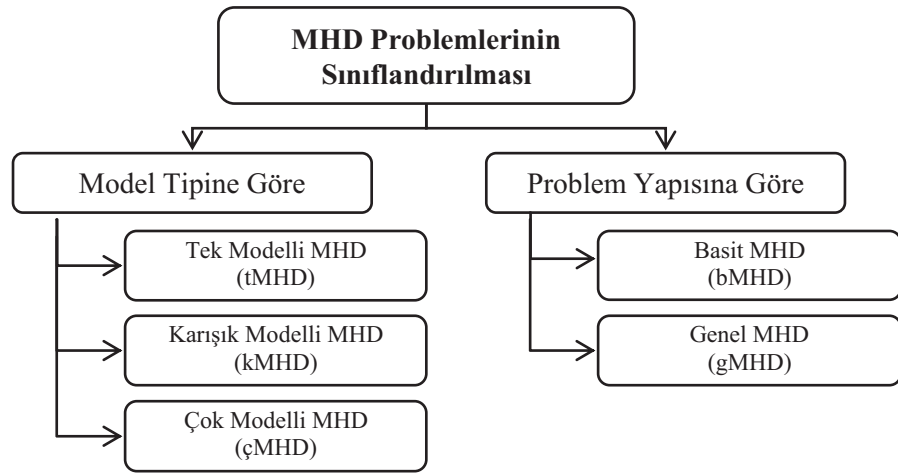 MHD Problemlerinin
Sınıflandırılması
Model Tipine Göre
Tek Modelli MHD
(tMHD)
Karışık Modelli MHD
(kMHD)
Çok Modelli MHD
(çMHD)
Problem Yapısına Göre
Basit MHD
(bMHD)
Genel MHD
(gMHD)